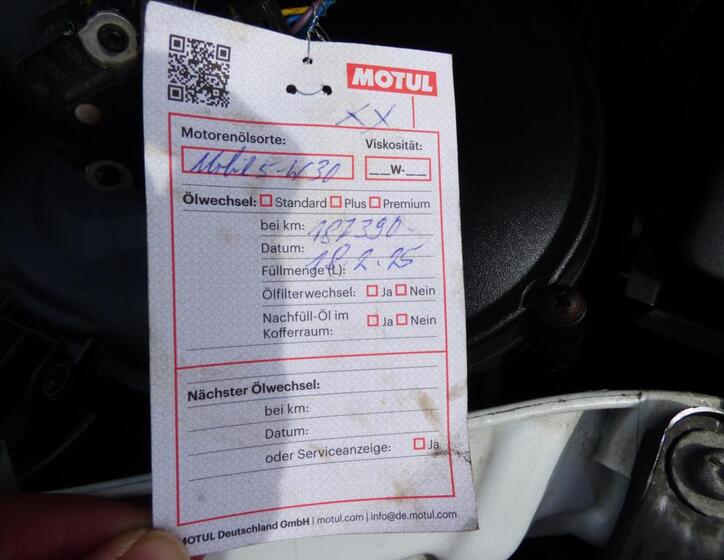 MOTUL
XX
Motorenölsorte: Viskosität:
Mobil 5-W30 __W-__
Ölwechsel: Standard Plus Premium
bei km: 187390
Datum: 18.2.25
Füllmenge (L):
Ölfilterwechsel: Ja Nein
Nachfüll-Öl im
Kofferraum: Ja Nein
Nächster Ölwechsel:
bei km:
Datum:
oder Serviceanzeige: Ja
MOTUL Deutschland GmbH | motul.com | info@de.motul.com